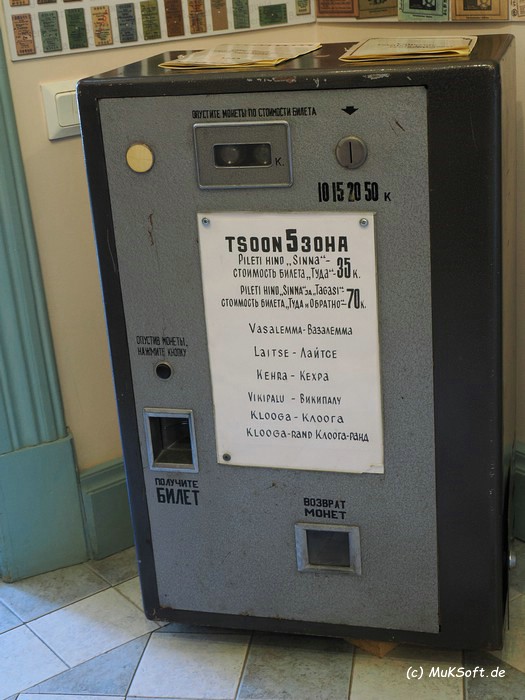 ОПУСТИТЕ МОНЕТЫ ПО СТОИМОСТИ БИЛЕТА
К.
10 15 20 50 К
TSOON 5 ЗОНА
PILETI HIND „SINNA“-
СТОИМОСТЬ БИЛЕТА „ТУДА“- 35 К.
PILETI HIND „SINNA“ JA „TAGASI“
СТОИМОСТЬ БИЛЕТА „ТУДА И ОБРАТНО“- 70 К.
VASALEMMA - ВАЗАЛЕММА
LAITSE - ЛАЙТСЕ
KEHRA - КЕХРА
VIKIPALU - ВИКИПАЛУ
KLOOGA - КЛООГА
KLOOGA-RAND КЛООГА-РАНД
ОПУСТИВ МОНЕТЫ,
НАЖМИТЕ КНОПКУ
ПОЛУЧИТЕ
БИЛЕТ
ВОЗВРАТ
МОНЕТ
(c) MuKSoft.de